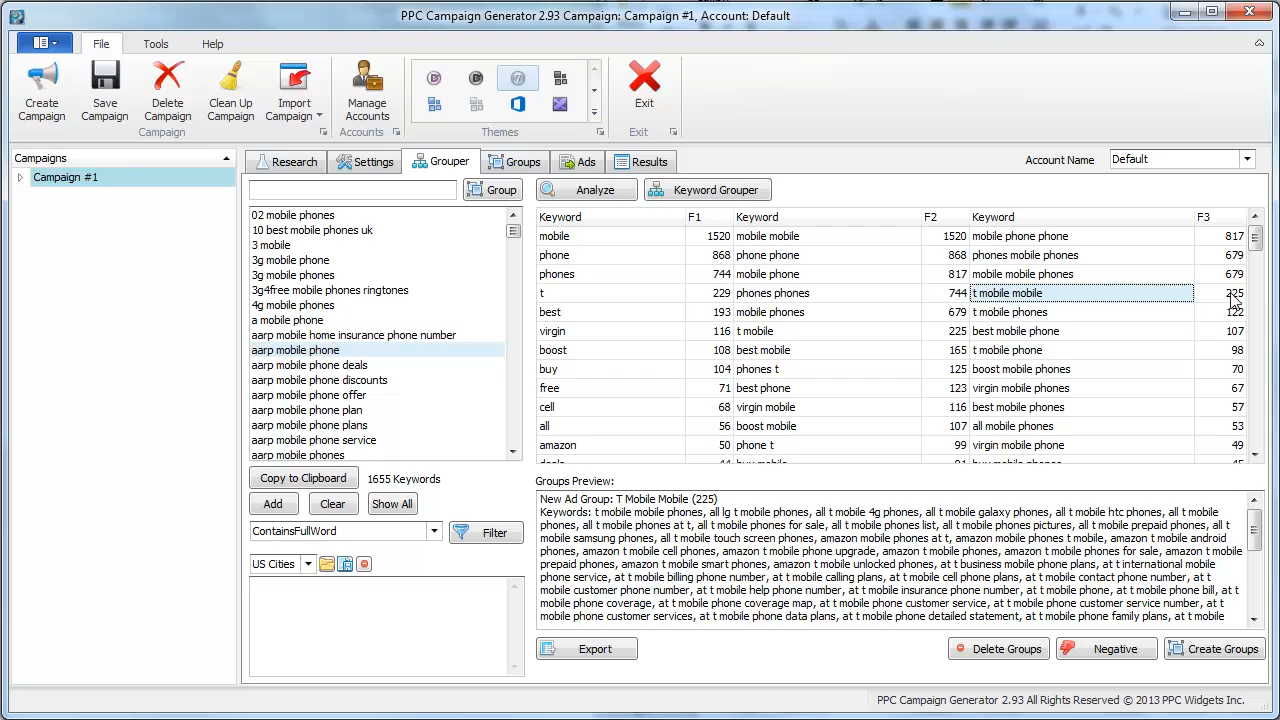 PPC Campaign Generator 2.93 Campaign: Campaign #1, Account: Default
File Tools Help
Create Campaign
Save Campaign
Delete Campaign
Clean Up Campaign
Import Campaign
Manage Accounts
Exit
Campaign Accounts Themes Exit
Campaigns
Campaign #1
Research Settings Grouper Groups Ads Results
Account Name Default
Group
Analyze Keyword Grouper
02 mobile phones
10 best mobile phones uk
3 mobile
3g mobile phone
3g mobile phones
3g4free mobile phones ringtones
4g mobile phones
a mobile phone
aarp mobile home insurance phone number
aarp mobile phone
aarp mobile phone deals
aarp mobile phone discounts
aarp mobile phone offer
aarp mobile phone plan
aarp mobile phone plans
aarp mobile phone service
aarp mobile phones
Copy to Clipboard 1655 Keywords
Add Clear Show All
ContainsFullWord Filter
US Cities
Keyword F1 Keyword F2 Keyword F3
mobile 1520 mobile mobile 1520 mobile phone phone 817
phone 868 phone phone 868 phones mobile phones 679
phones 744 mobile phone 817 mobile mobile phones 679
t 229 phones phones 744 t mobile mobile 225
best 193 mobile phones 679 t mobile phones 122
virgin 116 t mobile 225 best mobile phone 107
boost 108 best mobile 165 t mobile phone 98
buy 104 phones t 125 boost mobile phones 70
free 71 best phone 123 virgin mobile phones 67
cell 68 virgin mobile 116 best mobile phones 57
all 56 boost mobile 107 all mobile phones 53
amazon 50 phone t 99 virgin mobile phone 49
Groups Preview:
New Ad Group: T Mobile Mobile (225)
Keywords: t mobile mobile phones, all lg t mobile phones, all t mobile 4g phones, all t mobile galaxy phones, all t mobile htc phones, all t mobile
phones, all t mobile phones at t, all t mobile phones for sale, all t mobile phones list, all t mobile phones pictures, all t mobile prepaid phones, all t
mobile samsung phones, all t mobile touch screen phones, amazon mobile phones at t, amazon mobile phones t mobile, amazon t mobile android
phones, amazon t mobile cell phones, amazon t mobile phone upgrade, amazon t mobile phones, amazon t mobile phones for sale, amazon t mobile
prepaid phones, amazon t mobile smart phones, amazon t mobile unlocked phones, at t business mobile phone plans, at t international mobile
phone service, at t mobile billing phone number, at t mobile calling plans, at t mobile cell phone plans, at t mobile contact phone number, at t
mobile customer phone number, at t mobile help phone number, at t mobile insurance phone number, at t mobile phone, at t mobile phone bill, at t
mobile phone coverage, at t mobile phone coverage map, at t mobile phone customer service, at t mobile phone customer service number, at t mobile
phone customer services, at t mobile phone data plans, at t mobile phone detailed statement, at t mobile phone family plans, at t mobile
Export Delete Groups Negative Create Groups
PPC Campaign Generator 2.93 All Rights Reserved © 2013 PPC Widgets Inc.